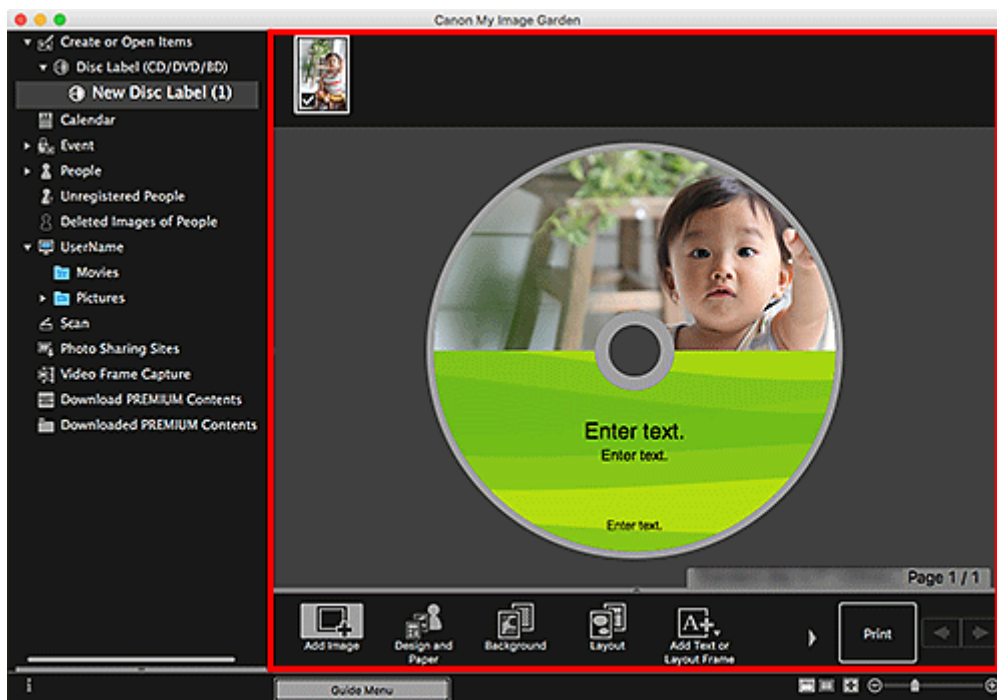 Canon My Image Garden
Create or Open Items
Disc Label (CD/DVD/BD)
New Disc Label (1)
Calendar
Event
People
Unregistered People
Deleted Images of People
UserName
Movies
Pictures
Scan
Photo Sharing Sites
Video Frame Capture
Download PREMIUM Contents
Downloaded PREMIUM Contents
Enter text.
Enter text.
Enter text.
Page 1 / 1
Add Image
Design and
Paper
Background
Layout
Add Text or
Layout Frame
Print
Guide Menu